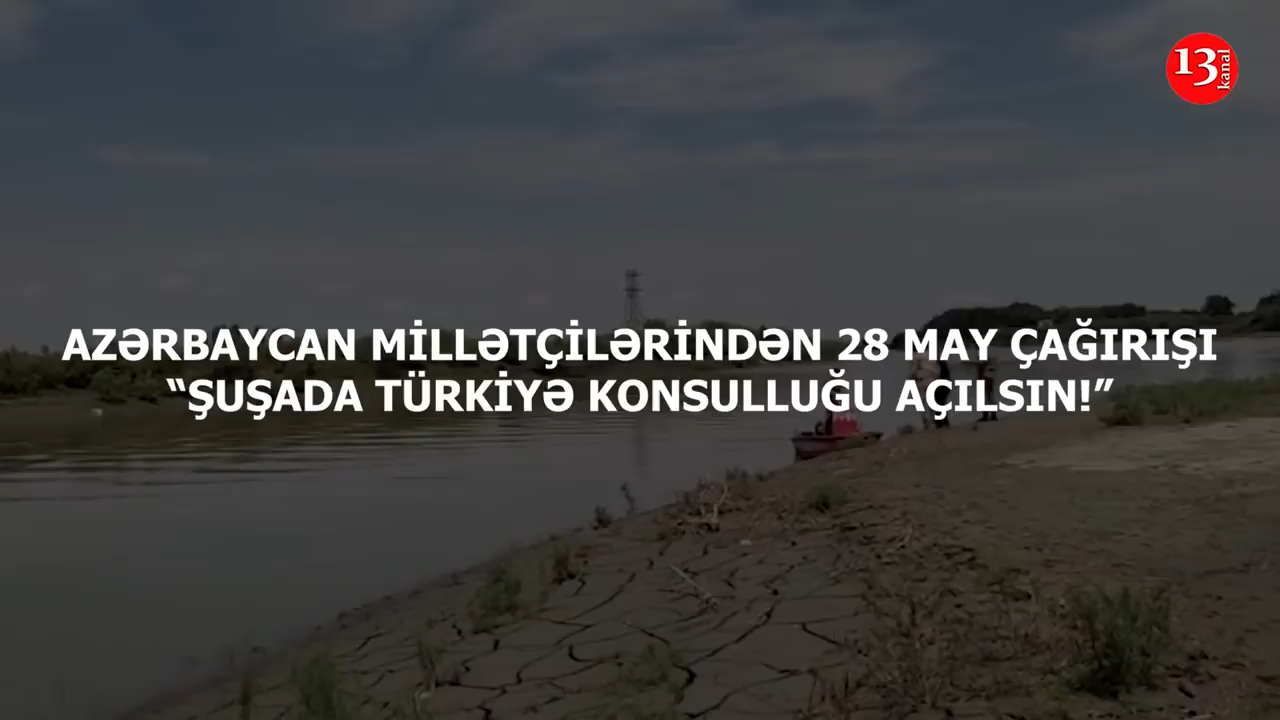 13 kanal
AZƏRBAYCAN MİLLƏTÇİLƏRİNDƏN 28 MAY ÇAĞIRIŞI
“ŞUŞADA TÜRKİYƏ KONSULLUĞU AÇILSIN!”